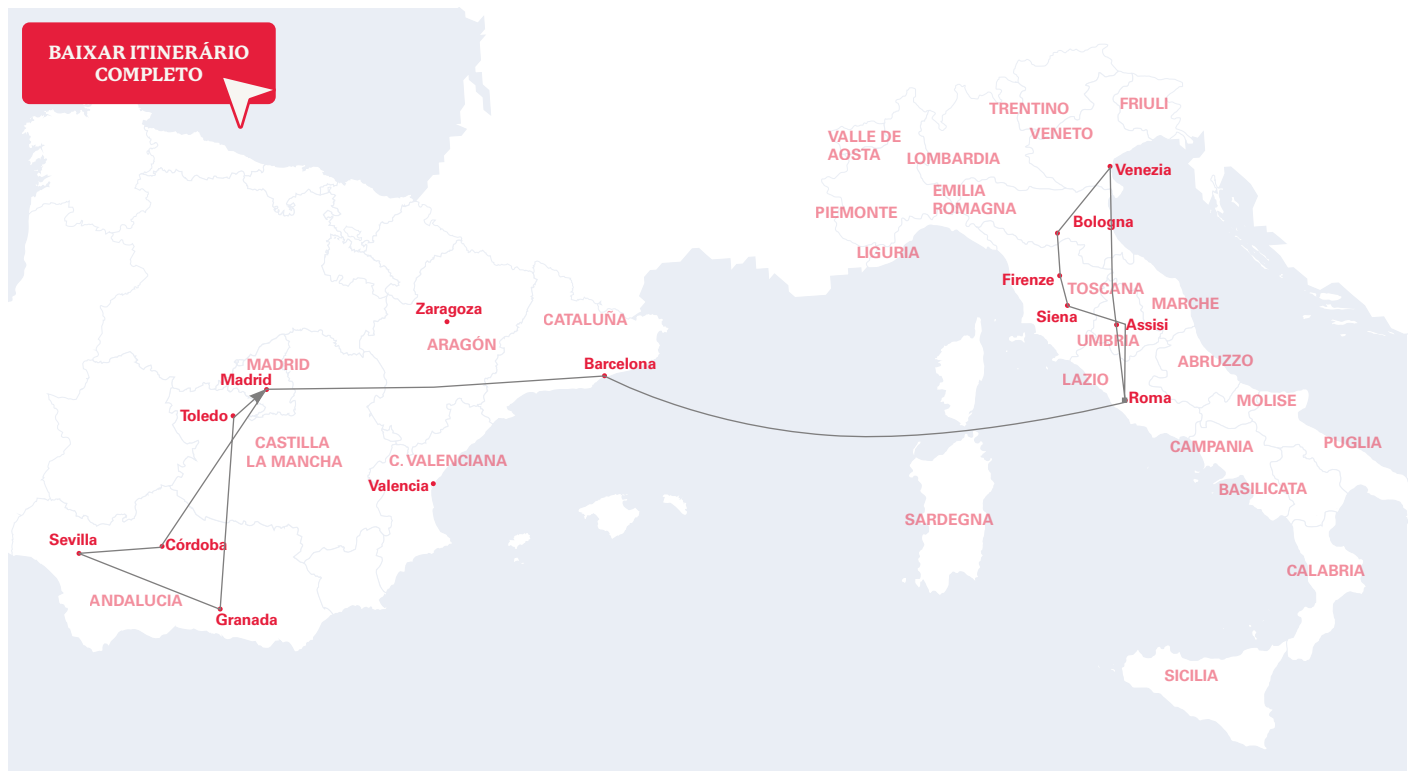 BAIXAR ITINERÁRIO
COMPLETO
TRENTINO
FRIULI
VENETO
VALLE DE
AOSTA
LOMBARDIA
Venezia
EMILIA
ROMAGNA
PIEMONTE
Bologna
LIGURIA
Firenze
TOSCANA
MARCHE
Zaragoza
CATALUÑA
Siena
Assisi
ARAGÓN
UMBRIA
MADRID
Barcelona
ABRUZZO
Madrid
LAZIO
Roma
MOLISE
Toledo
CASTILLA
LA MANCHA
C. VALENCIANA
CAMPANIA
PUGLIA
Valencia
BASILICATA
SARDEGNA
Sevilla
Córdoba
CALABRIA
ANDALUCIA
Granada
SICILIA